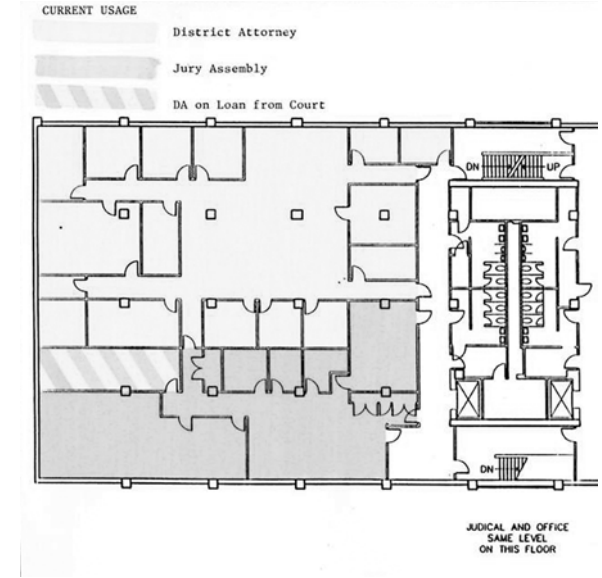 CURRENT USAGE
District Attorney
Jury Assembly
DA on Loan from Court
DN UP
DN
JUDICAL AND OFFICE
SAME LEVEL
ON THIS FLOOR